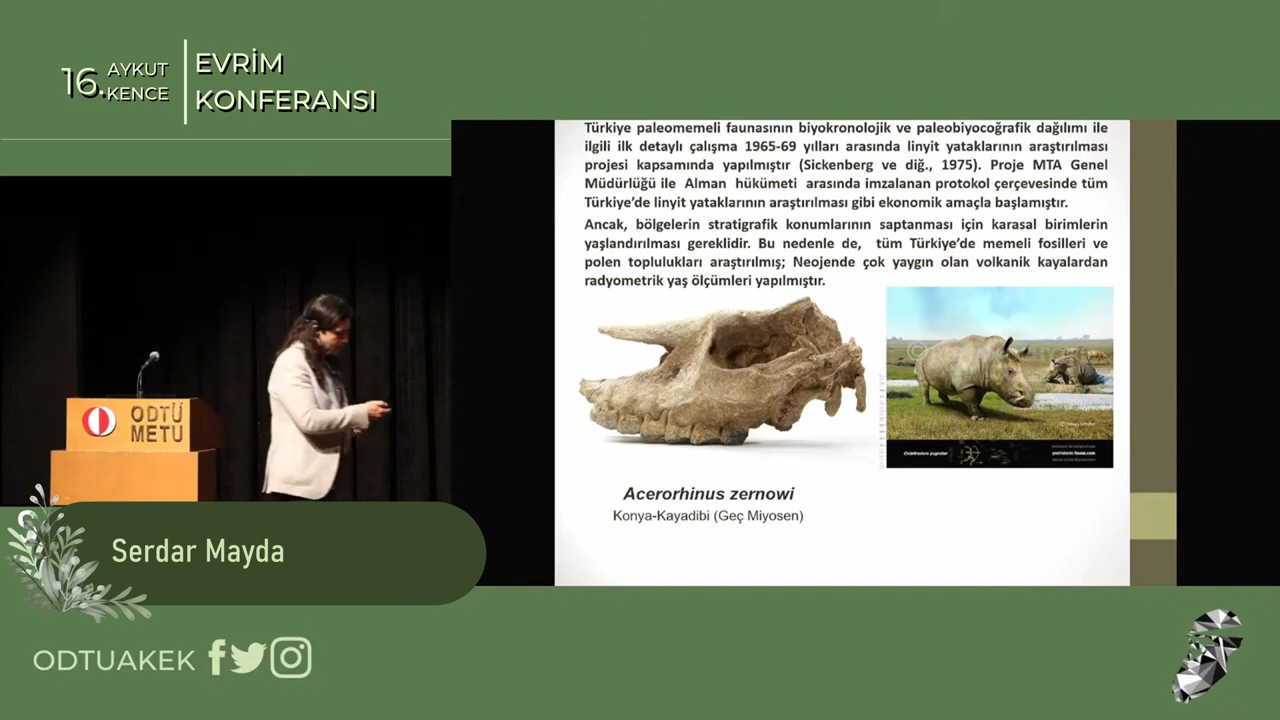 16. AYKUT KENCE
EVRİM
KONFERANSI
Türkiye paleomemeli faunasının biyokronolojik ve paleobiyocoğrafik dağılımı ile
ilgili ilk detaylı çalışma 1965-69 yılları arasında linyit yataklarının araştırılması
projesi kapsamında yapılmıştır (Sickenberg ve diğ., 1975). Proje MTA Genel
Müdürlüğü ile Alman hükümeti arasında imzalanan protokol çerçevesinde tüm
Türkiye'de linyit yataklarının araştırılması gibi ekonomik amaçla başlamıştır.
Ancak, bölgelerin stratigrafik konumlarının saptanması için karasal birimlerin
yaşlandırılması gereklidir. Bu nedenle de, tüm Türkiye'de memeli fosilleri ve
polen toplulukları araştırılmış; Neojende çok yaygın olan volkanik kayalardan
radyometrik yaş ölçümleri yapılmıştır.
Acerorhinus zernowi
Konya-Kayadibi (Geç Miyosen)
ODTÜ
METU
Serdar Mayda
ODTUAKEK